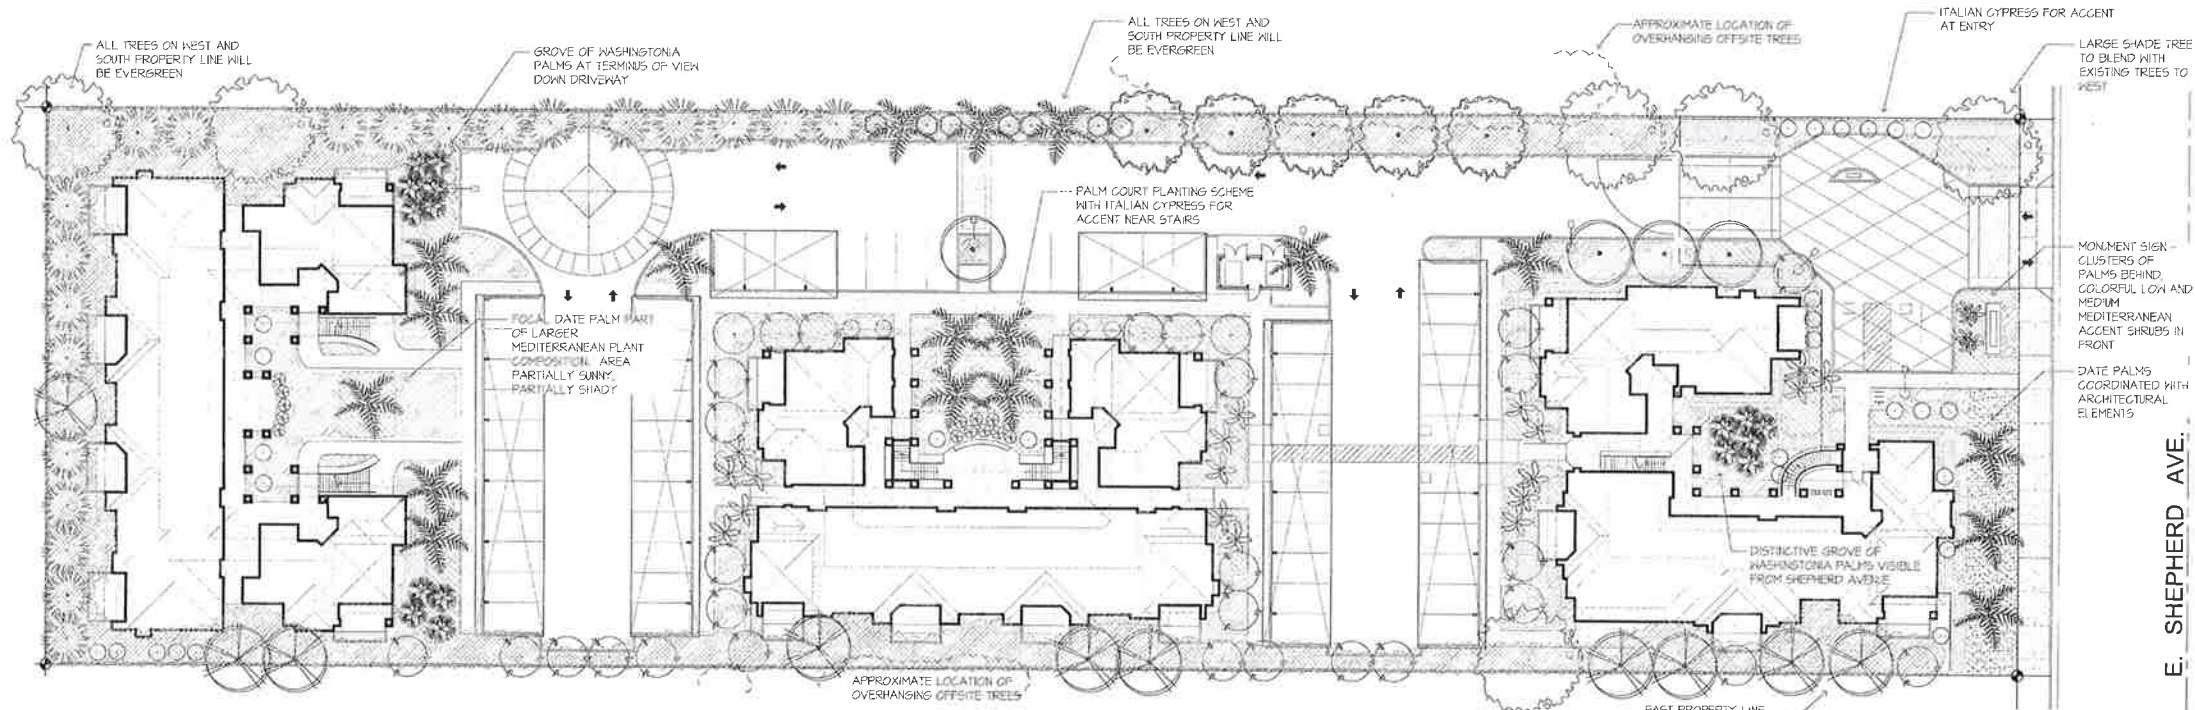 ALL TREES ON WEST AND
SOUTH PROPERTY LINE WILL
BE EVERGREEN
GROVE OF WASHINGTONIA
PALMS AT TERMINUS OF VIEW
DOWN DRIVEWAY
ALL TREES ON WEST AND
SOUTH PROPERTY LINE WILL
BE EVERGREEN
APPROXIMATE LOCATION OF
OVERHANGING OFFSITE TREES
ITALIAN CYPRESS FOR ACCENT
AT ENTRY
LARGE SHADE TREE
TO BLEND WITH
EXISTING TREES TO
WEST
PALM COURT PLANTING SCHEME
WITH ITALIAN CYPRESS FOR
ACCENT NEAR STAIRS
MONUMENT SIGN -
CLUSTERS OF
PALMS BEHIND,
COLORFUL LOW AND
MEDIUM
MEDITERRANEAN
ACCENT SHRUBS IN
FRONT
FOCAL DATE PALM PART
OF LARGER
MEDITERRANEAN PLANT
COMPOSITION. AREA
PARTIALLY SUNNY,
PARTIALLY SHADY
DATE PALMS
COORDINATED WITH
ARCHITECTURAL
ELEMENTS
DISTINCTIVE GROVE OF
WASHINGTONIA PALMS VISIBLE
FROM SHEPHERD AVENUE
APPROXIMATE LOCATION OF
OVERHANGING OFFSITE TREES
EAST PROPERTY LINE
E. SHEPHERD AVE.